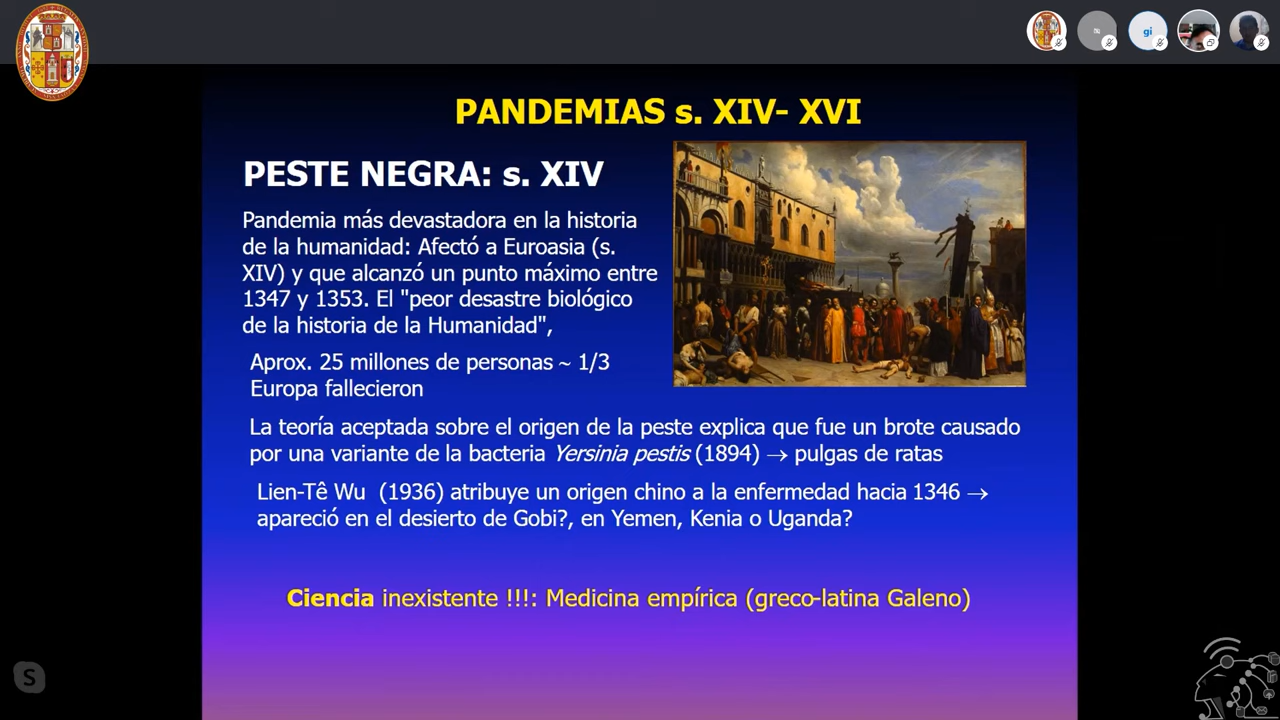 gi
PANDEMIAS s. XIV- XVI
PESTE NEGRA: s. XIV
Pandemia más devastadora en la historia
de la humanidad: Afectó a Euroasia (s.
XIV) y que alcanzó un punto máximo entre
1347 y 1353. El "peor desastre biológico
de la historia de la Humanidad",
Aprox. 25 millones de personas ~ 1/3
Europa fallecieron
La teoría aceptada sobre el origen de la peste explica que fue un brote causado
por una variante de la bacteria Yersinia pestis (1894) → pulgas de ratas
Lien-Tê Wu (1936) atribuye un origen chino a la enfermedad hacia 1346 →
apareció en el desierto de Gobi?, en Yemen, Kenia o Uganda?
Ciencia inexistente !!!: Medicina empírica (greco-latina Galeno)
S